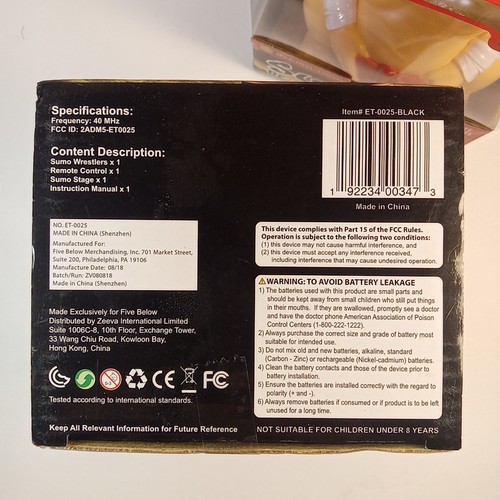 Specifications:
Frequency: 40 MHz
FCC ID: 2ADM5-ET0025
Content Description:
Sumo Wrestlers x 1
Remote Control x 1
Sumo Stage x 1
Instruction Manual x 1
NO. ET-0025
MADE IN CHINA (Shenzhen)
Manufactured For:
Five Below Merchandising, Inc. 701 Market Street,
Suite 200, Philadelphia, PA 19106
Manufacture Date: 08/18
Batch/Run: ZV080818
Made in China (Shenzhen)
Made Exclusively for Five Below
Distributed by Zeeva International Limited
Suite 1006C-8, 10th Floor, Exchange Tower,
33 Wang Chiu Road, Kowloon Bay,
Hong Kong, China
0-3
CE
FC
Tested according to international standards.
Keep All Relevant Information for Future Reference
Item# ET-0025-BLACK
1 92234 00347 3
Made in China
This device complies with Part 15 of the FCC Rules.
Operation is subject to the following two conditions:
(1) this device may not cause harmful interference, and
(2) this device must accept any interference received,
including interference that may cause undesired operation.
WARNING: TO AVOID BATTERY LEAKAGE
1) The batteries used with this product are small parts and
should be kept away from small children who still put things
in their mouths. If they are swallowed, promptly see a doctor
and have the doctor phone American Association of Poison
Control Centers (1-800-222-1222).
2) Always purchase the correct size and grade of battery most
suitable for intended use.
3) Do not mix old and new batteries, alkaline, standard
(Carbon - Zinc) or rechargeable (Nickel-cadmium) batteries.
4) Clean the battery contacts and those of the device prior to
battery installation.
5) Ensure the batteries are installed correctly with the regard to
polarity (+ and -).
6) Always remove batteries if consumed or if product is to be left
unused for a long time.
NOT SUITABLE FOR CHILDREN UNDER 8 YEARS